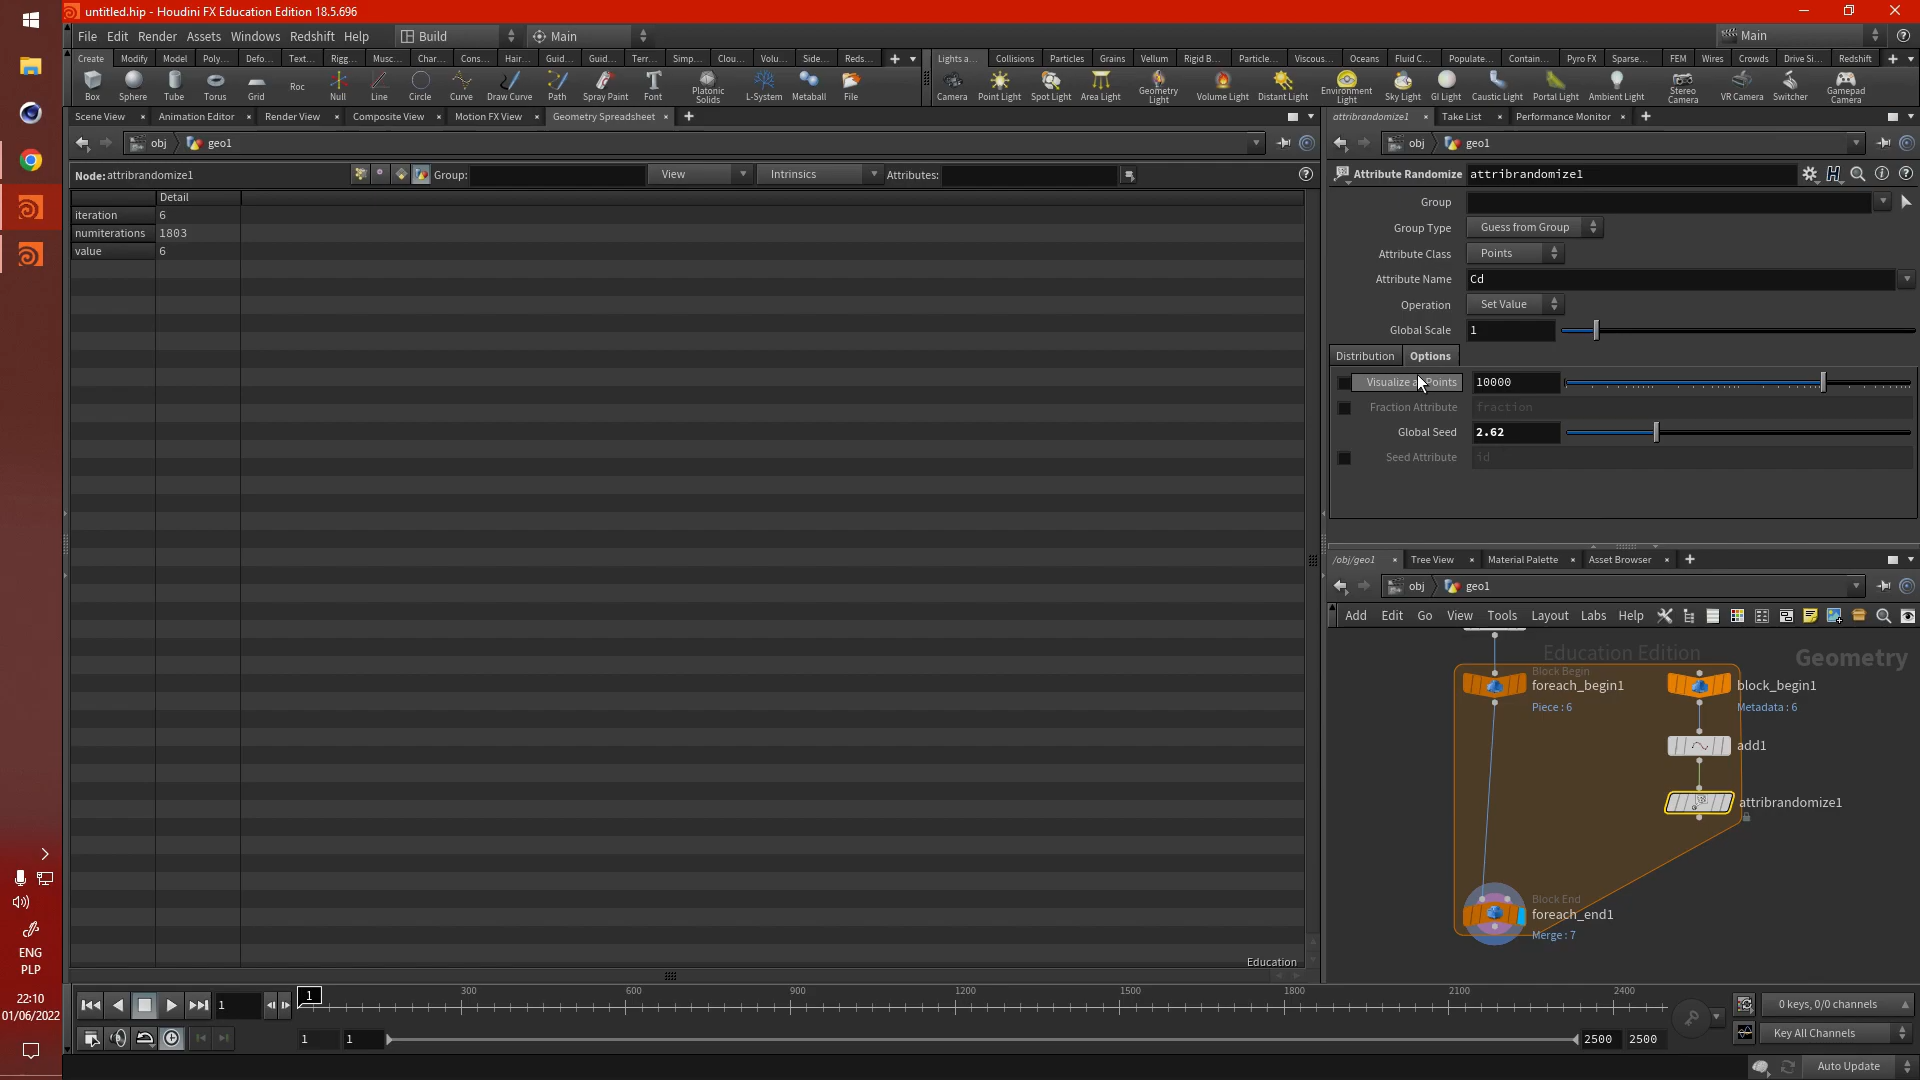 untitled.hip - Houdini FX Education Edition 18.5.696
File Edit Render Assets Windows Redshift Help Build Main Main
Create Modify Model Poly... Defo... Text... Rigg... Musc... Char... Cons... Hair... Guid... Guid... Terr... Simp... Clou... Volu... Side... Reds...
Lights a... Collisions Particles Grains Vellum Rigid B... Particle... Viscous... Oceans Fluid C... Populate... Contain... Pyro FX Sparse... FEM Wires Crowds Drive Si... Redshift
Box Sphere Tube Torus Grid Roc Null Line Circle Curve Draw Curve Path Spray Paint Font Platonic Solids L-System Metaball File
Camera Point Light Spot Light Area Light Geometry Light Volume Light Distant Light Environment Light Sky Light GI Light Caustic Light Portal Light Ambient Light Stereo Camera VR Camera Switcher Gamepad Camera
Scene View Animation Editor Render View Composite View Motion FX View Geometry Spreadsheet
obj geo1
Node: attribrandomize1 Group: View Intrinsics Attributes:
Detail
iteration 6
numiterations 1803
value 6
Education
attribrandomize1 Take List Performance Monitor
obj geo1
Attribute Randomize attribrandomize1
Group
Group Type Guess from Group
Attribute Class Points
Attribute Name Cd
Operation Set Value
Global Scale 1
Distribution Options
Visualize a Points 10000
Fraction Attribute fraction
Global Seed 2.62
Seed Attribute id
/obj/geo1 Tree View Material Palette Asset Browser
obj geo1
Add Edit Go View Tools Layout Labs Help
Education Edition Geometry
Block Begin
foreach_begin1
Piece : 6
block_begin1
Metadata : 6
add1
attribrandomize1
Block End
foreach_end1
Merge : 7
ENG
PLP
22:10
01/06/2022
1 1 300 600 900 1200 1500 1800 2100 2400
1 1 2500 2500
0 keys, 0/0 channels
Key All Channels
Auto Update